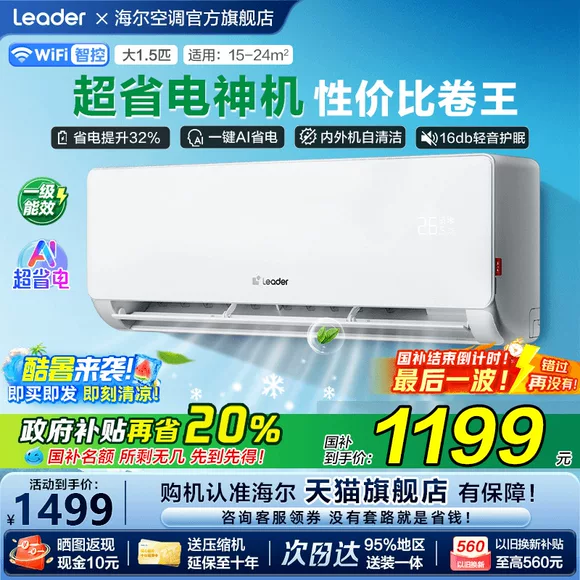 Leader × 海尔空调官方旗舰店
WiFi 智控 大1.5匹 适用：15-24m²
超省电神机 性价比卷王
省电提升32% 一键AI省电 内外机自清洁 16db轻音护眠
一级能效
AI
超省电
26
Leader
酷暑来袭！
即买即发 即刻清凉！
国补结束倒计时！
最后一波！
错过再没有！
政府补贴再省20%
国补名额 所剩无几 先到先得！
国补到手价：1199元
活动到手价
¥1499
购机认准海尔 天猫旗舰店 有保障！
咨询客服领券 没有套路就是省钱！
晒图返现
现金10元
送压缩机
延保至十年
次日达
95%地区
送装一体
560
以旧换新
以旧换新补贴
至高560元